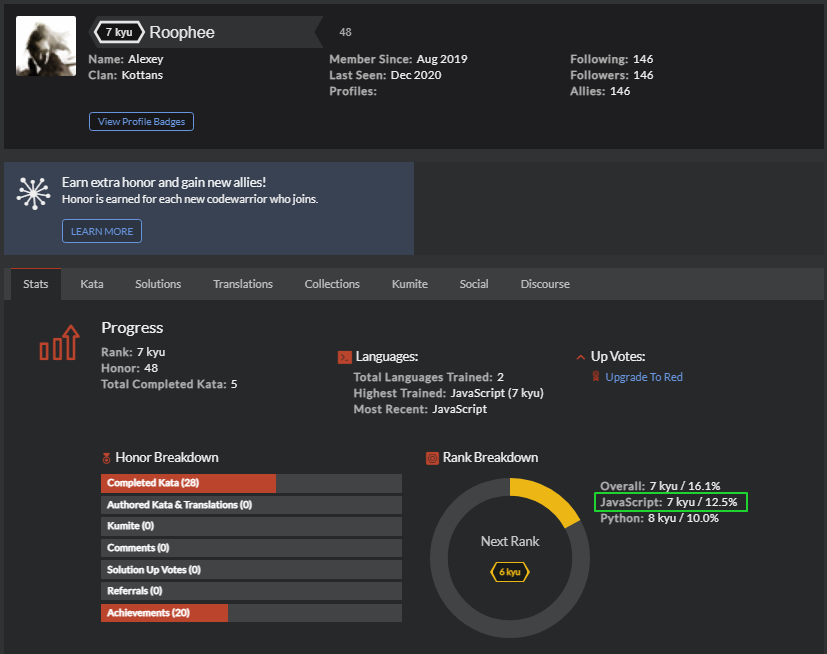 7 kyu Roophee 48
Name: Alexey
Clan: Kottans
Member Since: Aug 2019
Last Seen: Dec 2020
Profiles:
Following: 146
Followers: 146
Allies: 146
View Profile Badges
Earn extra honor and gain new allies!
Honor is earned for each new codewarrior who joins.
LEARN MORE
Stats Kata Solutions Translations Collections Kumite Social Discourse
Progress
Rank: 7 kyu
Honor: 48
Total Completed Kata: 5
Languages:
Total Languages Trained: 2
Highest Trained: JavaScript (7 kyu)
Most Recent: JavaScript
Up Votes:
Upgrade To Red
Honor Breakdown
Completed Kata (28)
Authored Kata & Translations (0)
Kumite (0)
Comments (0)
Solution Up Votes (0)
Referrals (0)
Achievements (20)
Rank Breakdown
Next Rank
6 kyu
Overall: 7 kyu / 16.1%
JavaScript: 7 kyu / 12.5%
Python: 8 kyu / 10.0%